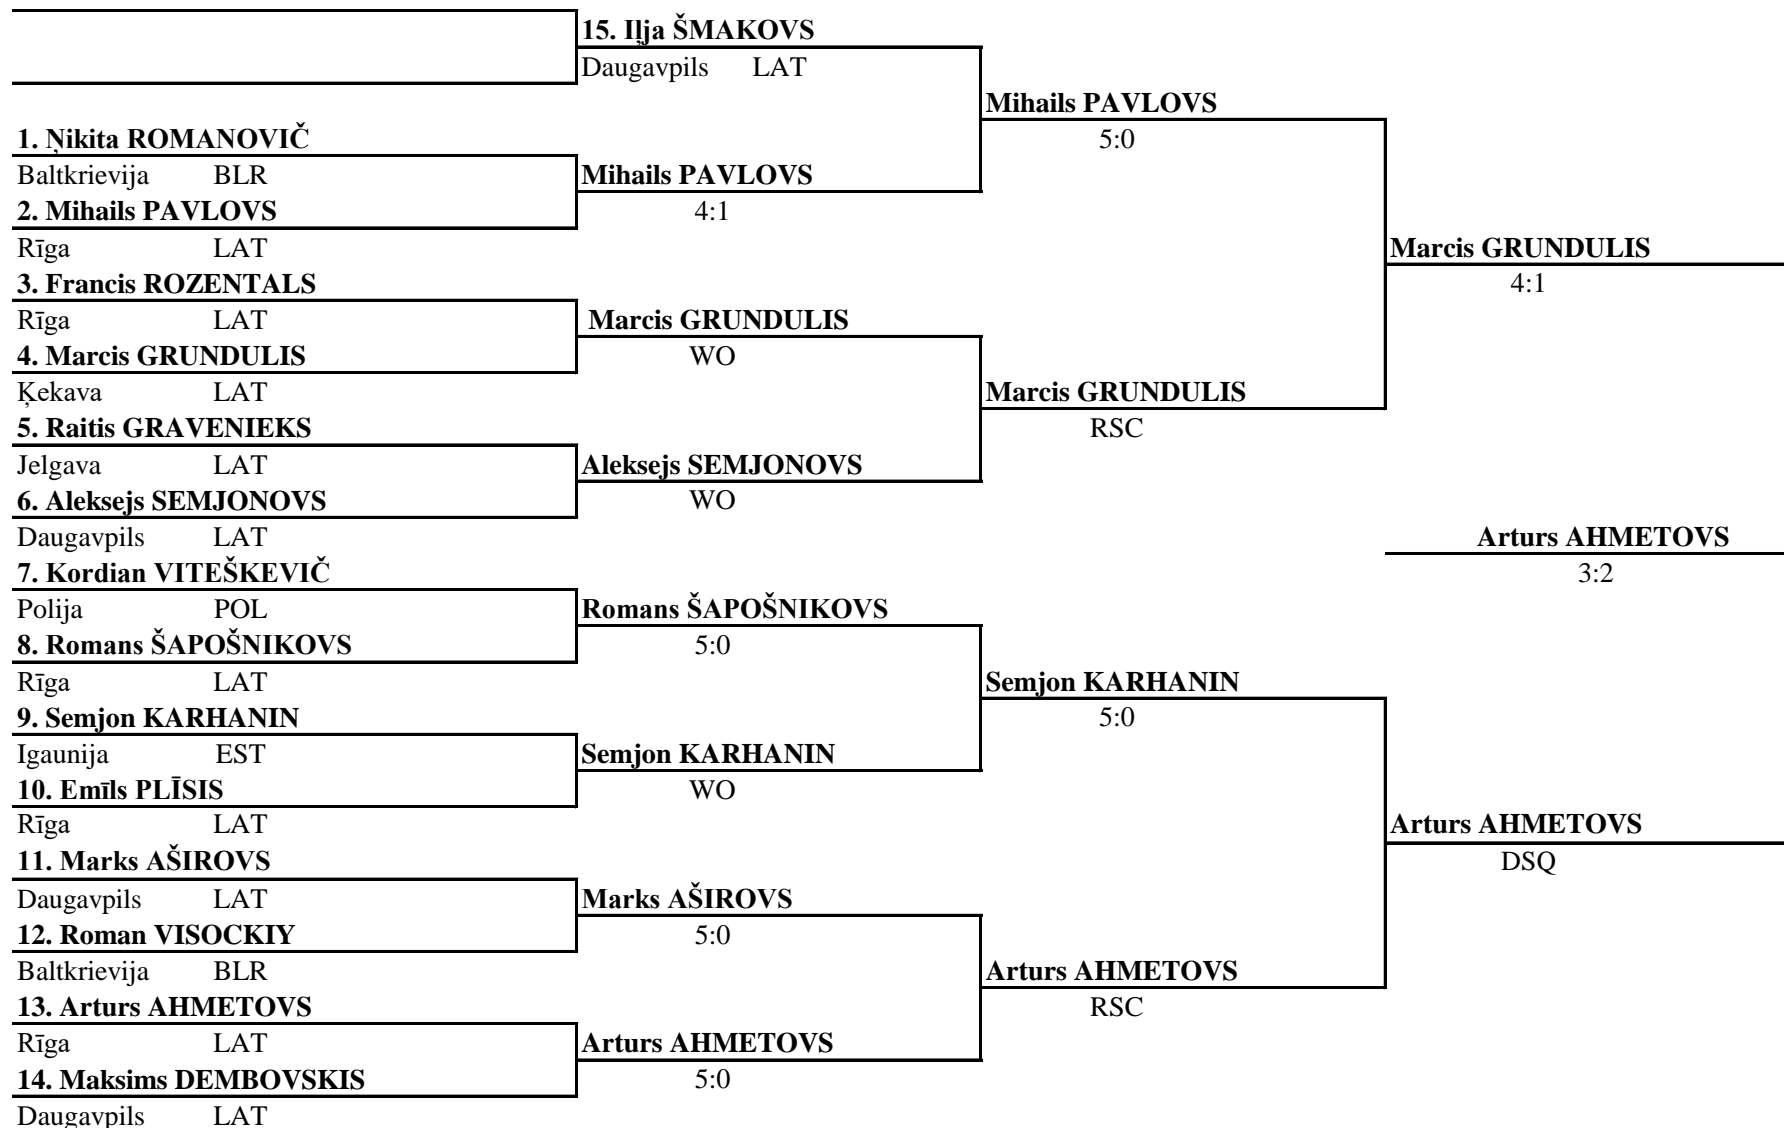 15. Iļja ŠMAKOVS
Daugavpils LAT
Mihails PAVLOVS
1. Ņikita ROMANOVIČ 5:0
Baltkrievija BLR Mihails PAVLOVS
2. Mihails PAVLOVS 4:1
Rīga LAT Marcis GRUNDULIS
3. Francis ROZENTALS 4:1
Rīga LAT Marcis GRUNDULIS
4. Marcis GRUNDULIS WO
Ķekava LAT Marcis GRUNDULIS
5. Raitis GRAVENIEKS RSC
Jelgava LAT Aleksejs SEMJONOVS
6. Aleksejs SEMJONOVS WO
Daugavpils LAT Arturs AHMETOVS
7. Kordian VITEŠKEVIČ 3:2
Polija POL Romans ŠAPOŠNIKOVS
8. Romans ŠAPOŠNIKOVS 5:0
Rīga LAT Semjon KARHANIN
9. Semjon KARHANIN 5:0
Igaunija EST Semjon KARHANIN
10. Emīls PLĪSIS WO
Rīga LAT Arturs AHMETOVS
11. Marks AŠIROVS DSQ
Daugavpils LAT Marks AŠIROVS
12. Roman VISOCKIY 5:0
Baltkrievija BLR Arturs AHMETOVS
13. Arturs AHMETOVS RSC
Rīga LAT Arturs AHMETOVS
14. Maksims DEMBOVSKIS 5:0
Daugavpils LAT